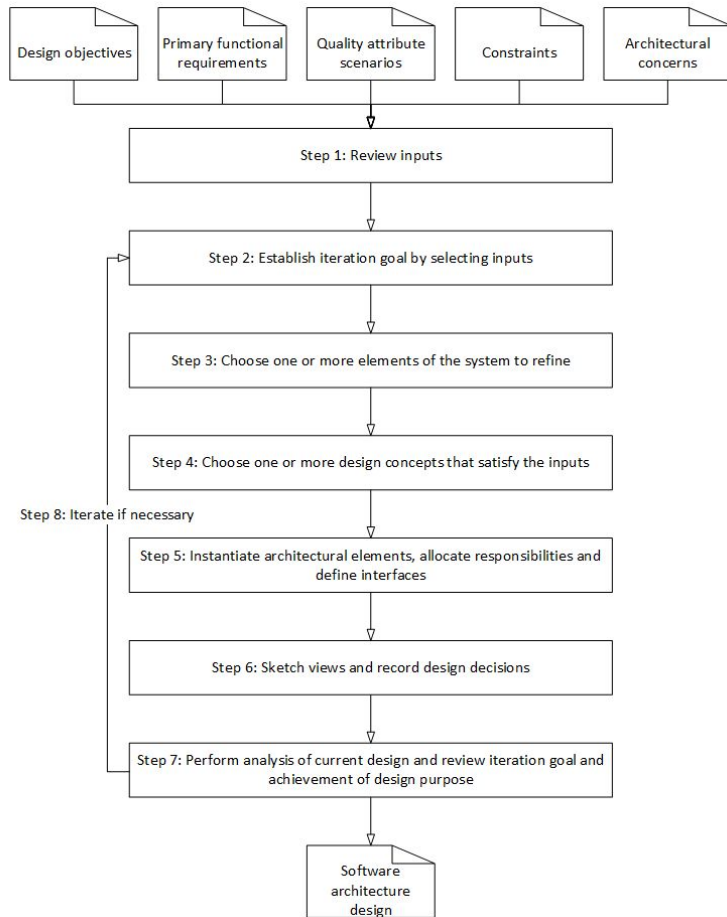 Design objectives
Primary functional
requirements
Quality attribute
scenarios
Constraints
Architectural
concerns
Step 1: Review inputs
Step 2: Establish iteration goal by selecting inputs
Step 3: Choose one or more elements of the system to refine
Step 4: Choose one or more design concepts that satisfy the inputs
Step 8: Iterate if necessary
Step 5: Instantiate architectural elements, allocate responsibilities and
define interfaces
Step 6: Sketch views and record design decisions
Step 7: Perform analysis of current design and review iteration goal and
achievement of design purpose
Software
architecture
design